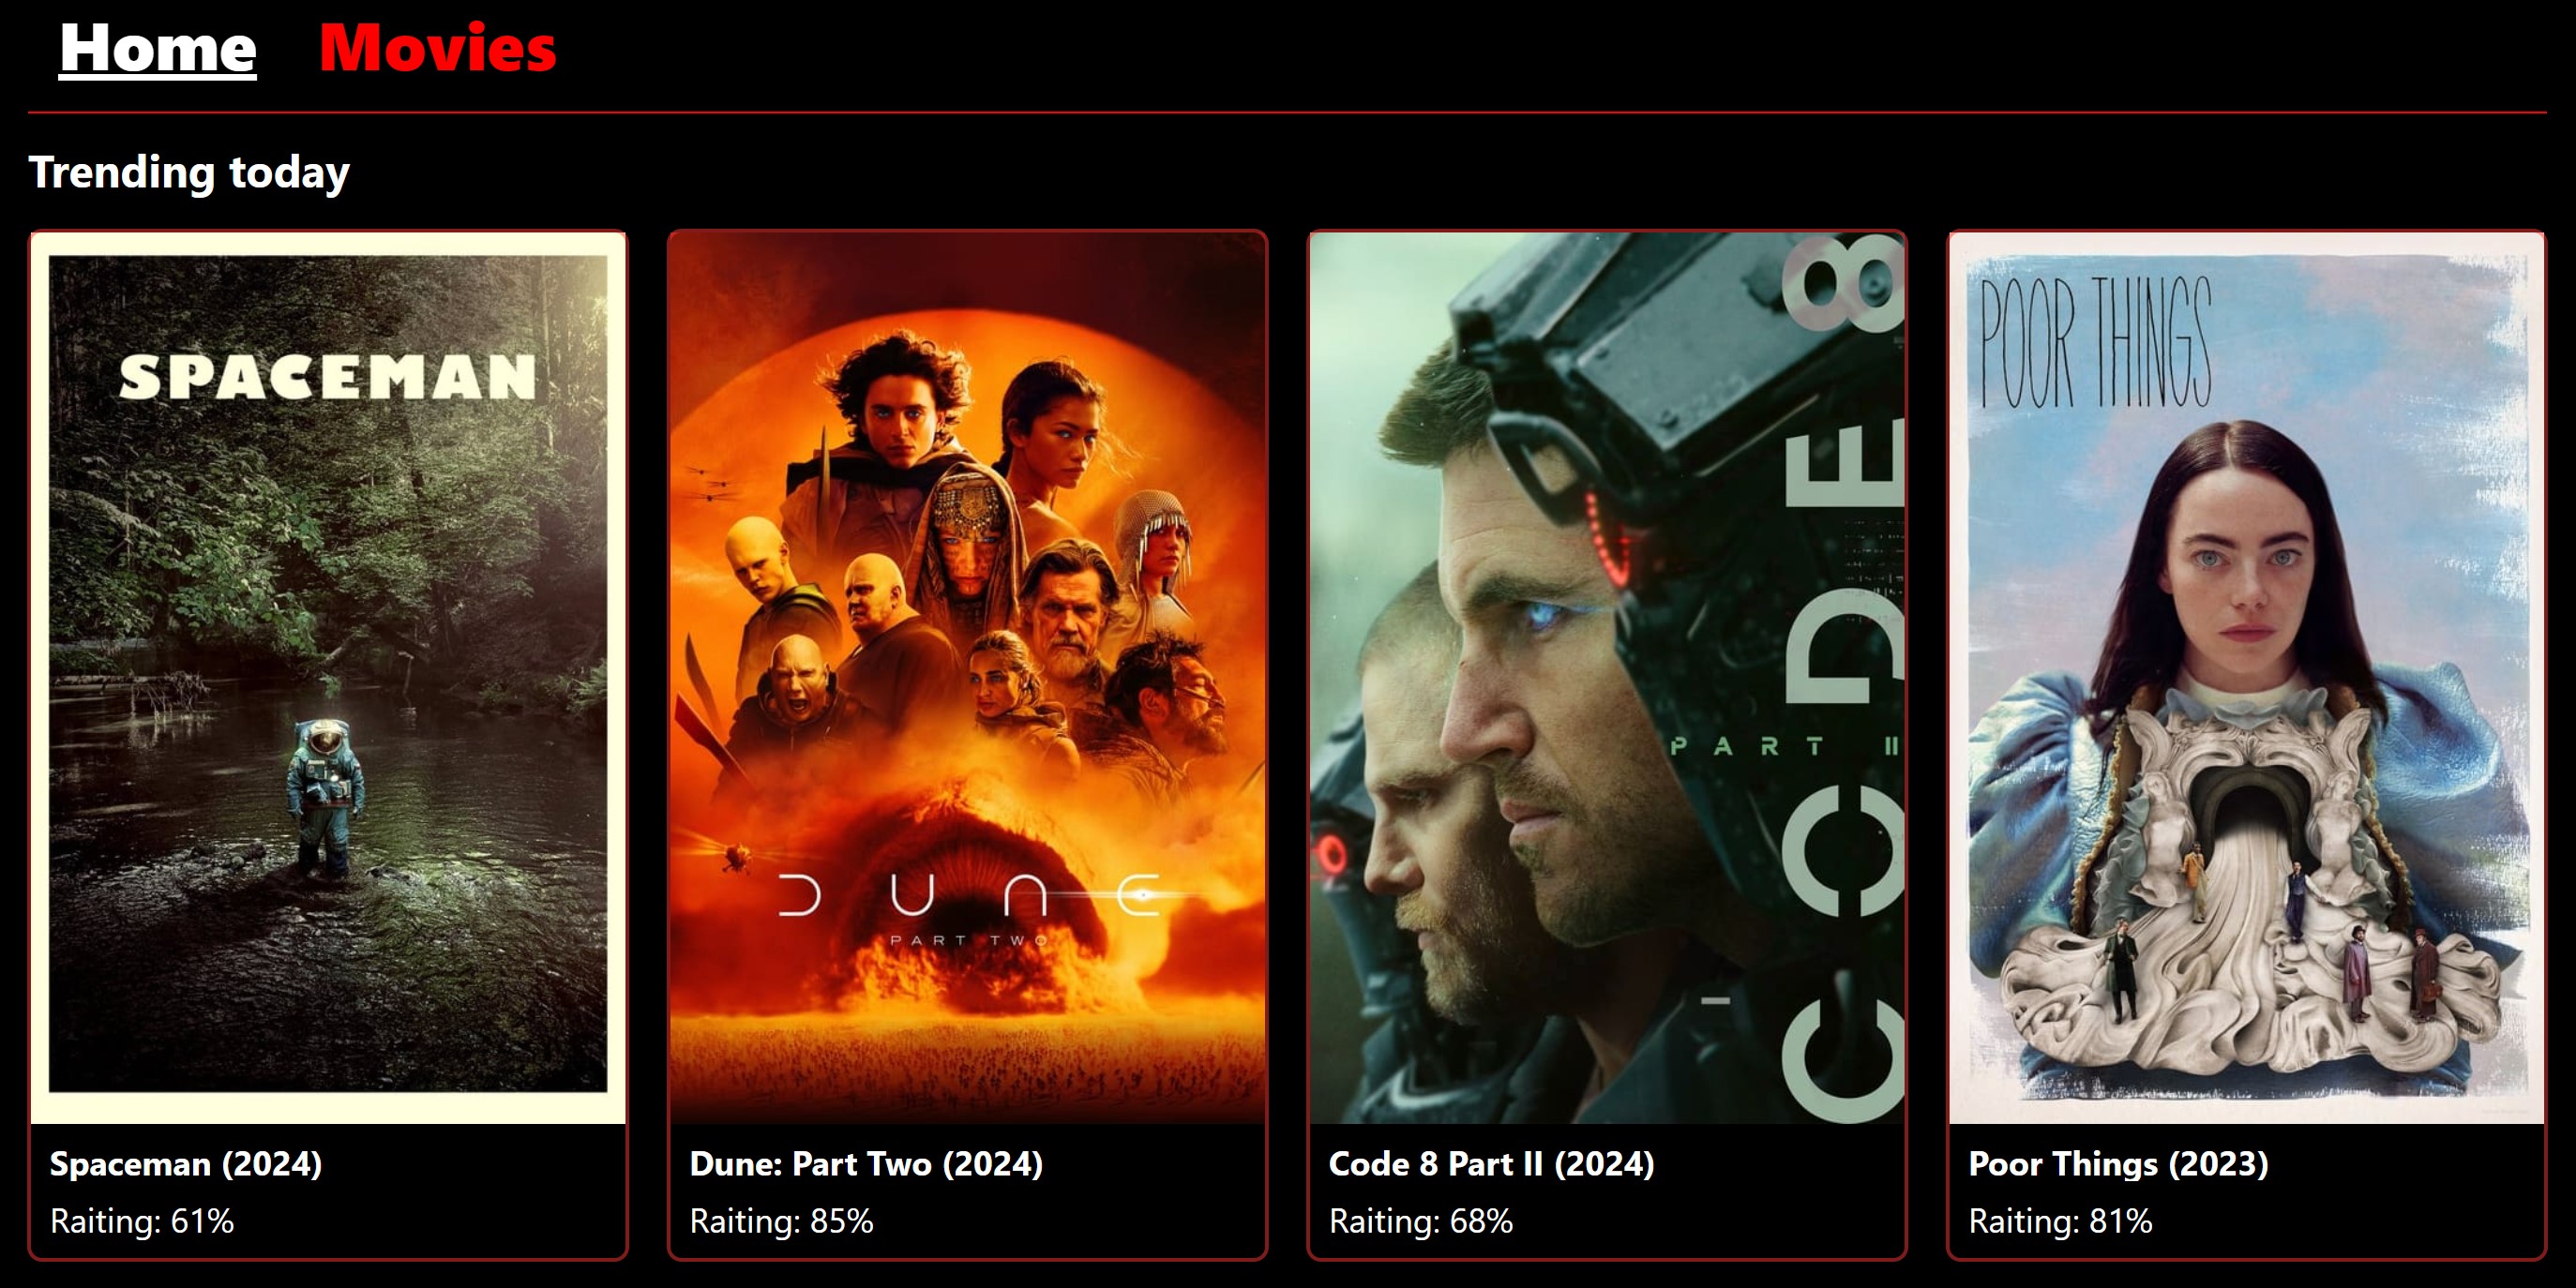 Home Movies
Trending today
SPACEMAN
DUNE
PART TWO
CODE 8
PART II
POOR THINGS
Spaceman (2024)
Raiting: 61%
Dune: Part Two (2024)
Raiting: 85%
Code 8 Part II (2024)
Raiting: 68%
Poor Things (2023)
Raiting: 81%